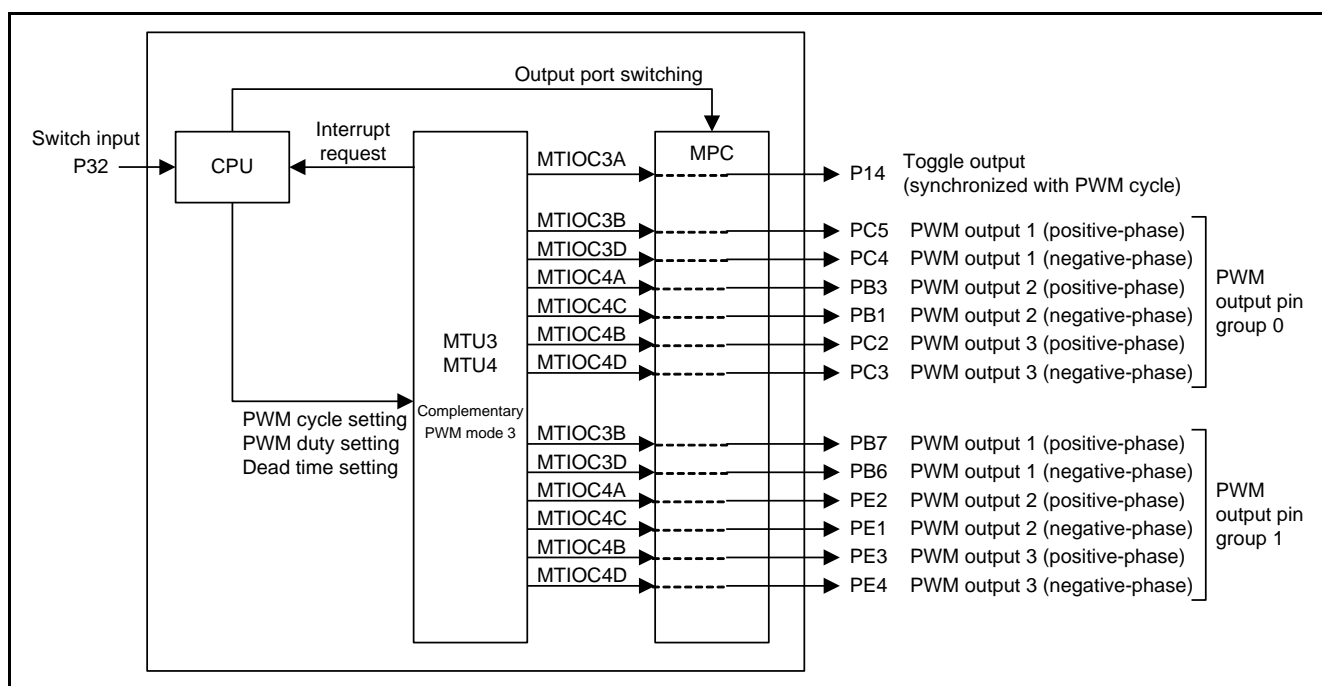 Output port switching
Switch input
P32
CPU
Interrupt
request
MTU3
MTU4
Complementary
PWM mode 3
PWM cycle setting
PWM duty setting
Dead time setting
MPC
MTIOC3A
P14 Toggle output
(synchronized with PWM cycle)
MTIOC3B PC5 PWM output 1 (positive-phase)
MTIOC3D PC4 PWM output 1 (negative-phase)
MTIOC4A PB3 PWM output 2 (positive-phase)
MTIOC4C PB1 PWM output 2 (negative-phase)
MTIOC4B PC2 PWM output 3 (positive-phase)
MTIOC4D PC3 PWM output 3 (negative-phase)
PWM
output pin
group 0
MTIOC3B PB7 PWM output 1 (positive-phase)
MTIOC3D PB6 PWM output 1 (negative-phase)
MTIOC4A PE2 PWM output 2 (positive-phase)
MTIOC4C PE1 PWM output 2 (negative-phase)
MTIOC4B PE3 PWM output 3 (positive-phase)
MTIOC4D PE4 PWM output 3 (negative-phase)
PWM
output pin
group 1